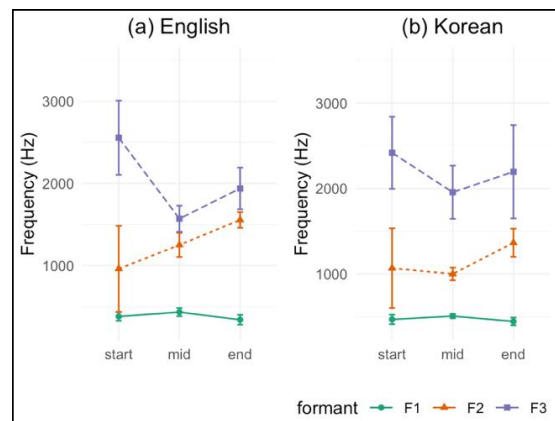 (a) English
(b) Korean
Frequency (Hz)
3000
2000
1000
start mid end
Frequency (Hz)
3000
2000
1000
start mid end
formant F1 F2 F3